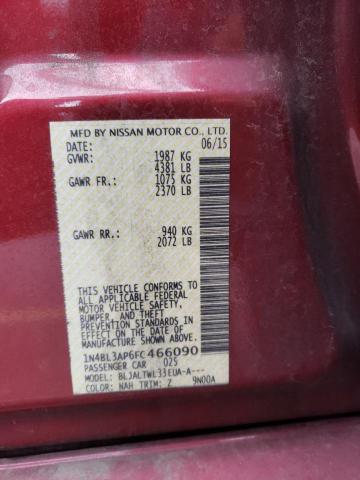 MFD BY NISSAN MOTOR CO., LTD.
DATE: 06/15
GVWR: 1987 KG
4381 LB
GAWR FR.: 1075 KG
2370 LB
GAWR RR.: 940 KG
2072 LB
THIS VEHICLE CONFORMS TO
ALL APPLICABLE FEDERAL
MOTOR VEHICLE SAFETY,
BUMPER, AND THEFT
PREVENTION STANDARDS
IN EFFECT ON THE DATE OF
MANUFACTURE SHOWN ABOVE.
1N4BL3AP6FC466090
PASSENGER CAR 025
MODEL: BLJALTWL33EUA-A---
COLOR: NAH TRIM: Z 9N00A